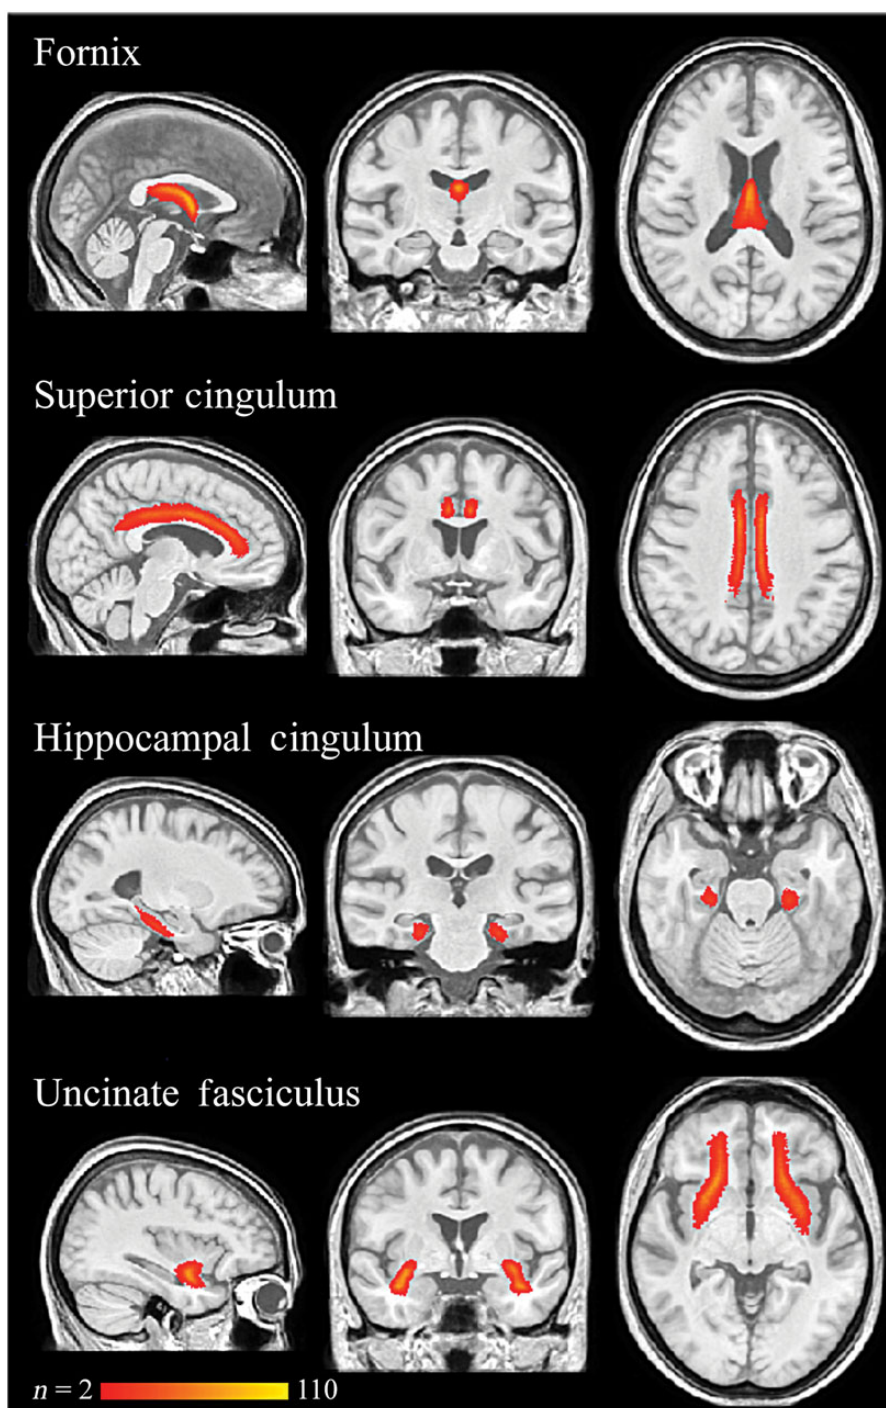 Fornix
Superior cingulum
Hippocampal cingulum
Uncinate fasciculus
n = 2 110